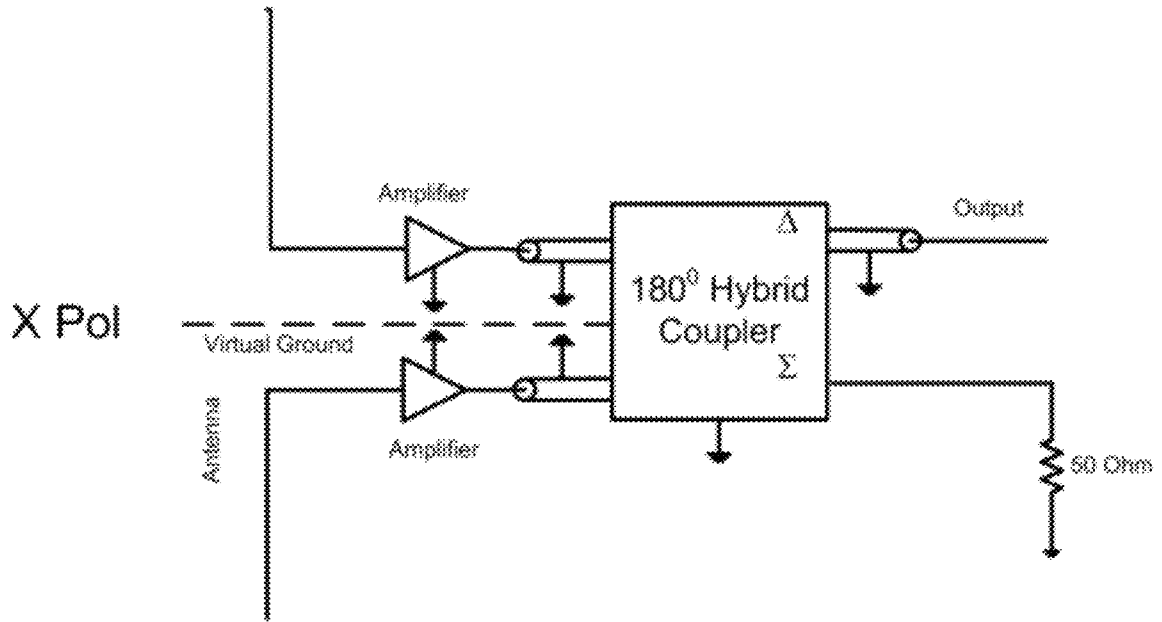 Amplifier
Δ
Output
180⁰ Hybrid
Coupler
X Pol
Virtual Ground
Σ
Antenna
Amplifier
50 Ohm